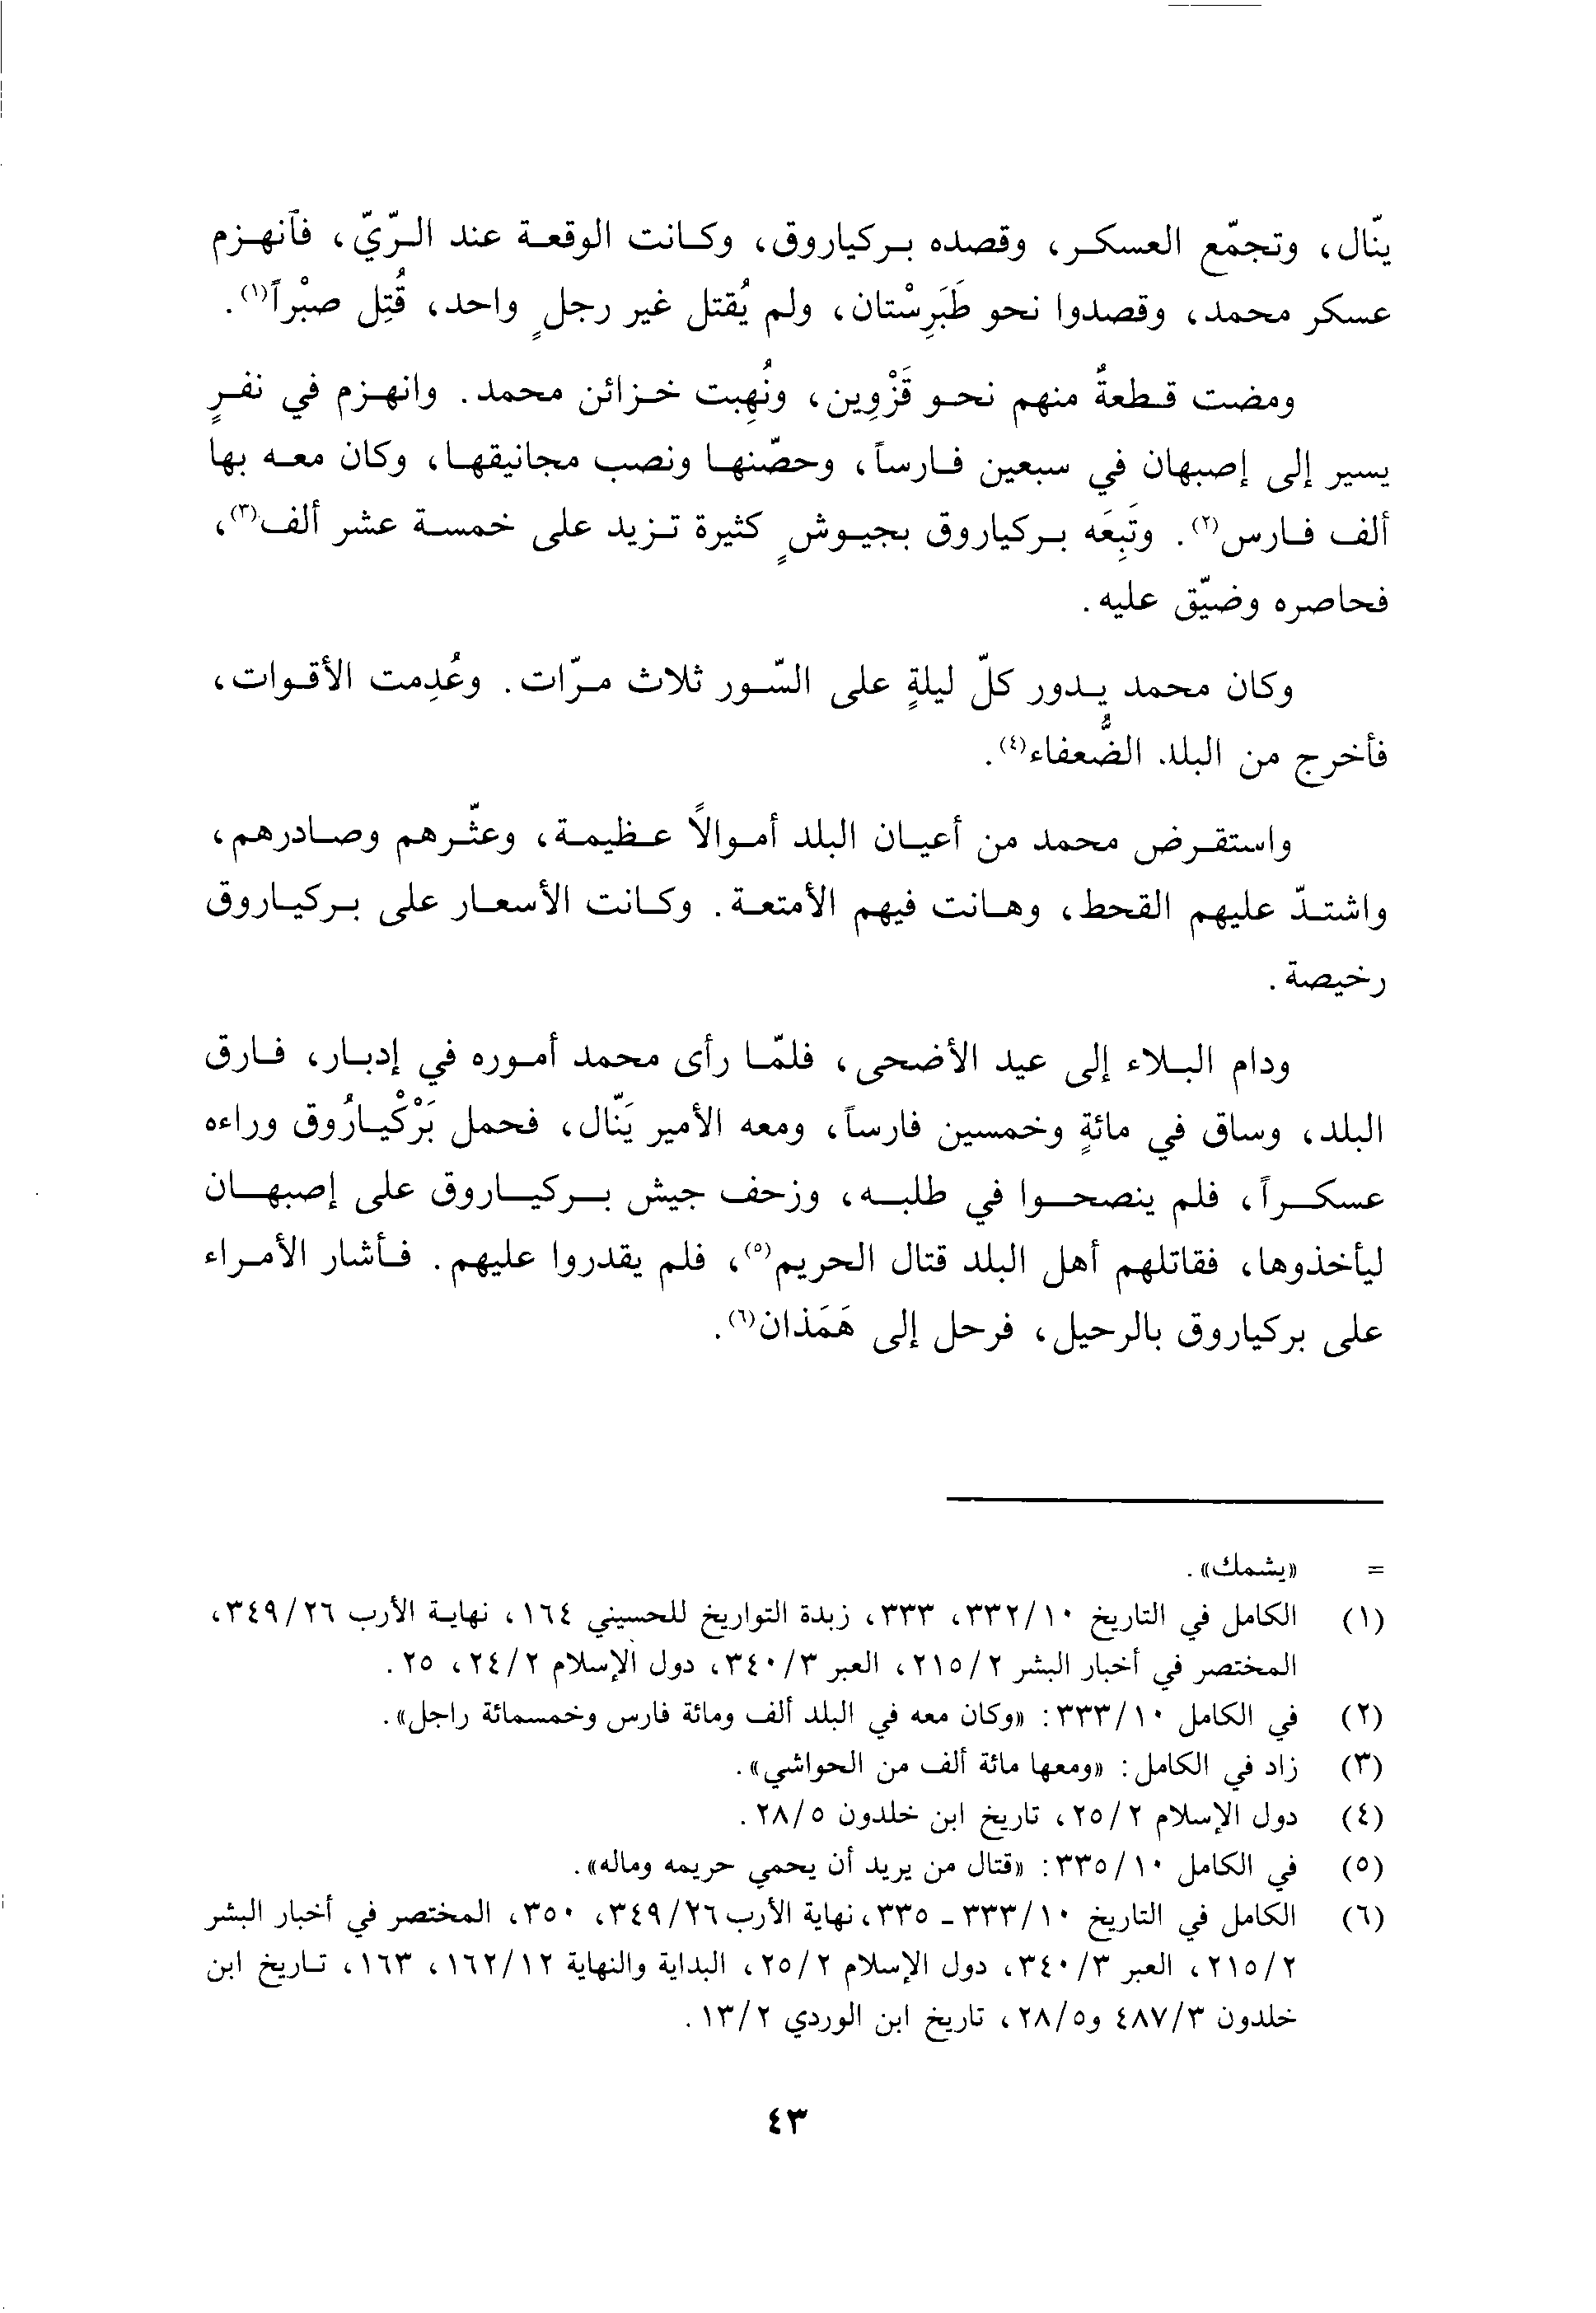 ينّال، وتجمّع العسكر، وقصده بركياروق، وكانت الوقعة عند الرّيّ، فآنهزم
عسكر محمد، وقصدوا نحو طَبَرِسْتان، ولم يُقتل غير رجلٍ واحد، قُتِل صبْراً(١).
ومضت قطعةٌ منهم نحو قَزْوِين، ونُهِبت خزائن محمد. وانهزم في نفرٍ
يسير إلى إصبهان في سبعين فارساً، وحصّنها ونصب مجانيقها، وكان معه بها
ألف فارس(٢). وتَبِعَه بركياروق بجيوشٍ كثيرة تزيد على خمسة عشر ألف(٣)،
فحاصره وضيّق عليه.
وكان محمد يدور كلّ ليلةٍ على السّور ثلاث مرّات. وعُدِمت الأقوات،
فأخرج من البلد الضُّعفاء(٤).
واستقرض محمد من أعيان البلد أموالاً عظيمة، وعثّرهم وصادرهم،
واشتدّ عليهم القحط، وهانت فيهم الأمتعة. وكانت الأسعار على بركياروق
رخيصة.
ودام البلاء إلى عيد الأضحى، فلمّا رأى محمد أموره في إدبار، فارق
البلد، وساق في مائةٍ وخمسين فارساً، ومعه الأمير يَنّال، فحمل بَرْكْيارُوق وراءه
عسكراً، فلم ينصحوا في طلبه، وزحف جيش بركياروق على إصبهان
ليأخذوها، فقاتلهم أهل البلد قتال الحريم(٥)، فلم يقدروا عليهم. فأشار الأمراء
على بركياروق بالرحيل، فرحل إلى هَمَذان(٦).
= «يشمك».
(١) الكامل في التاريخ ١٠/٣٣٢، ٣٣٣، زبدة التواريخ للحسيني ١٦٤، نهاية الأرب ٢٦/٣٤٩،
المختصر في أخبار البشر ٢/٢١٥، العبر ٣/٣٤٠، دول الإسلام ٢/٢٤، ٢٥.
(٢) في الكامل ١٠/٣٣٣: «وكان معه في البلد ألف ومائة فارس وخمسمائة راجل».
(٣) زاد في الكامل: «ومعها مائة ألف من الحواشي».
(٤) دول الإسلام ٢/٢٥، تاريخ ابن خلدون ٥/٢٨.
(٥) في الكامل ١٠/٣٣٥: «قتال من يريد أن يحمي حريمه وماله».
(٦) الكامل في التاريخ ١٠/٣٣٣ - ٣٣٥، نهاية الأرب ٢٦/٣٤٩، ٣٥٠، المختصر في أخبار البشر
٢/٢١٥، العبر ٣/٣٤٠، دول الإسلام ٢/٢٥، البداية والنهاية ١٢/١٦٢، ١٦٣، تاريخ ابن
خلدون ٣/٤٨٧ و٥/٢٨، تاريخ ابن الوردي ٢/١٣.
٤٣